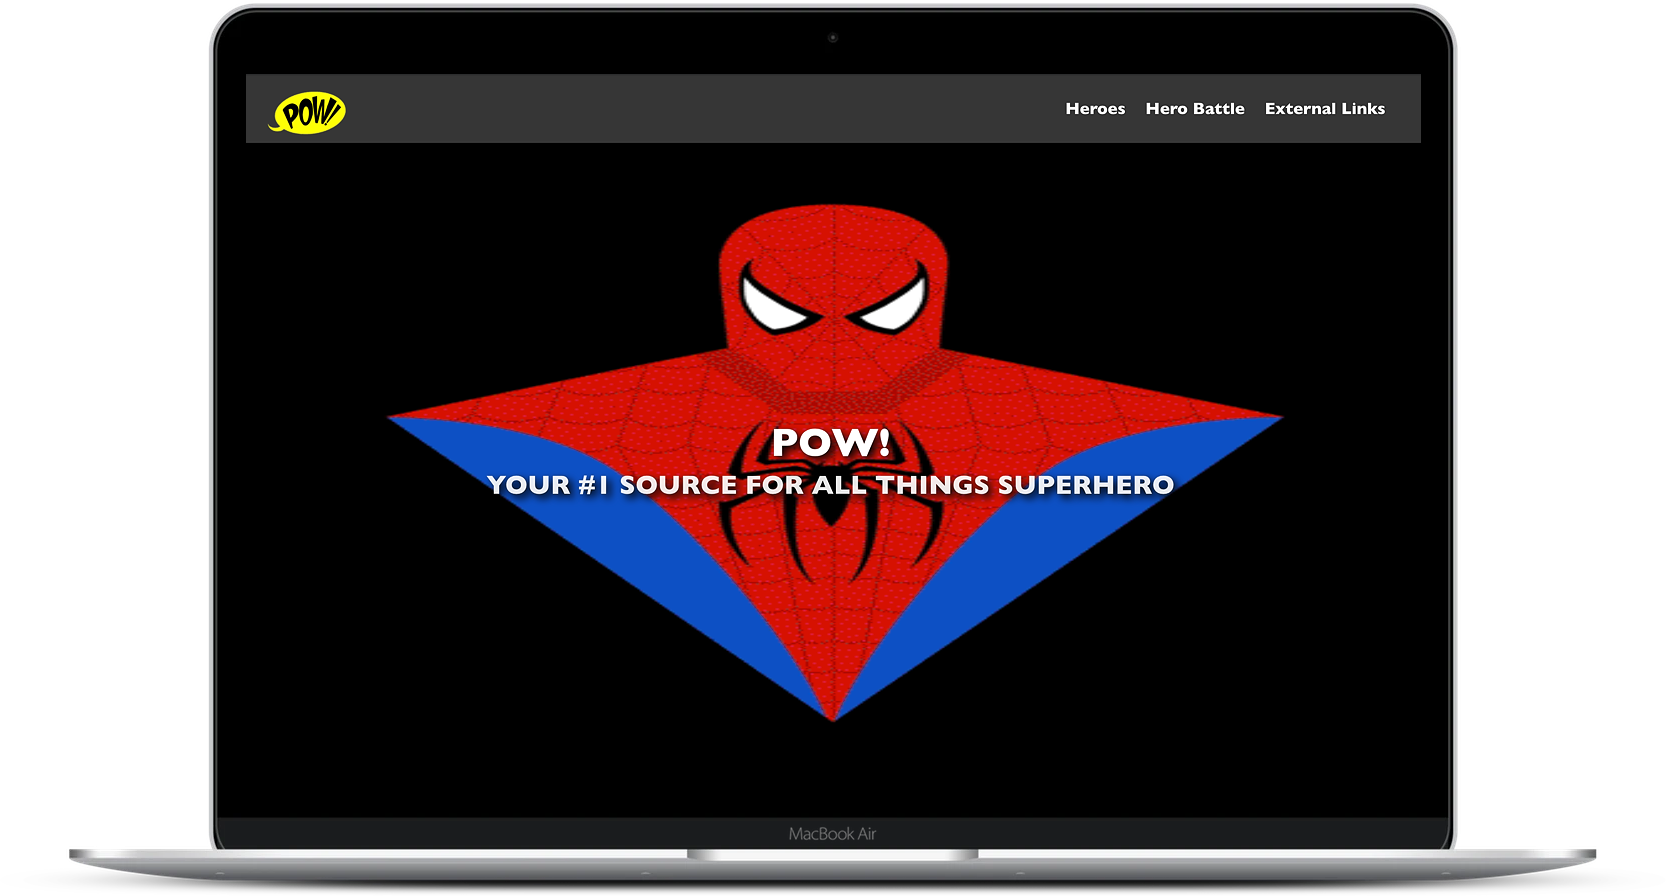 POW!
Heroes Hero Battle External Links
POW!
YOUR #1 SOURCE FOR ALL THINGS SUPERHERO
MacBook Air